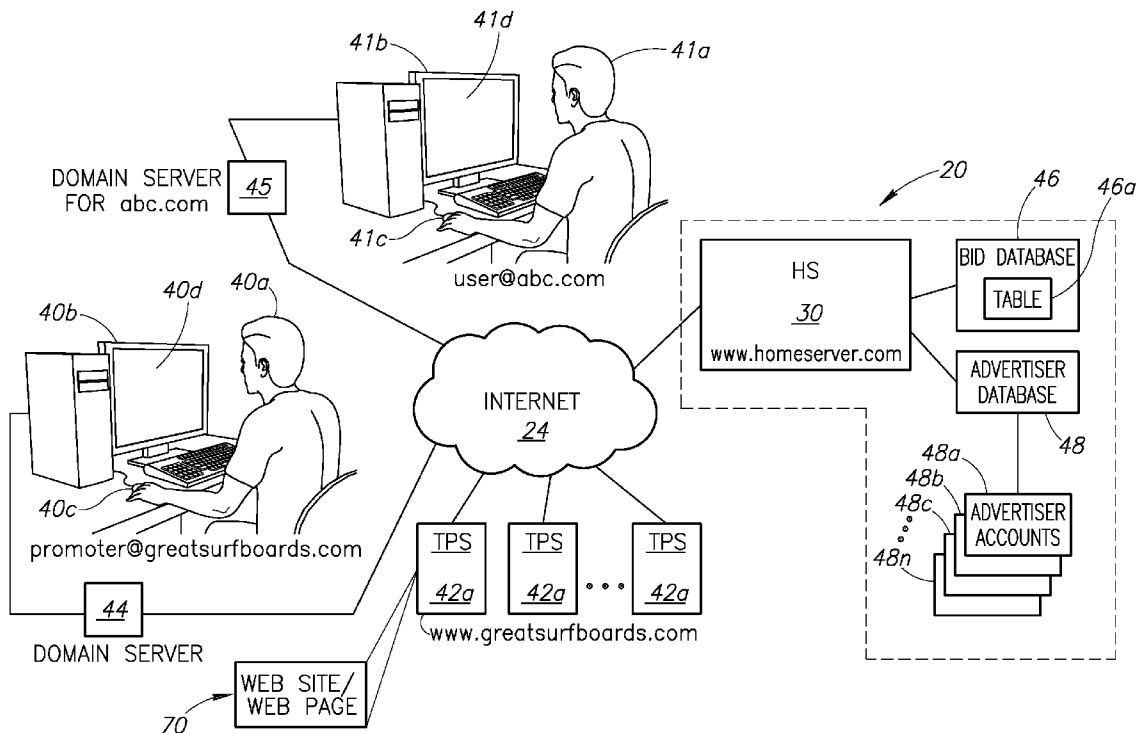 41d
41b
41a
DOMAIN SERVER
FOR abc.com
45
41c
user@abc.com
20
46
46a
HS
30
www.homeserver.com
BID DATABASE
TABLE
40d
40a
40b
40c
promoter@greatsurfboards.com
INTERNET
24
ADVERTISER
DATABASE
48
48a
48b
48c
48n
ADVERTISER
ACCOUNTS
TPS
42a
TPS
42a
TPS
42a
www.greatsurfboards.com
44
DOMAIN SERVER
WEB SITE/
WEB PAGE
70